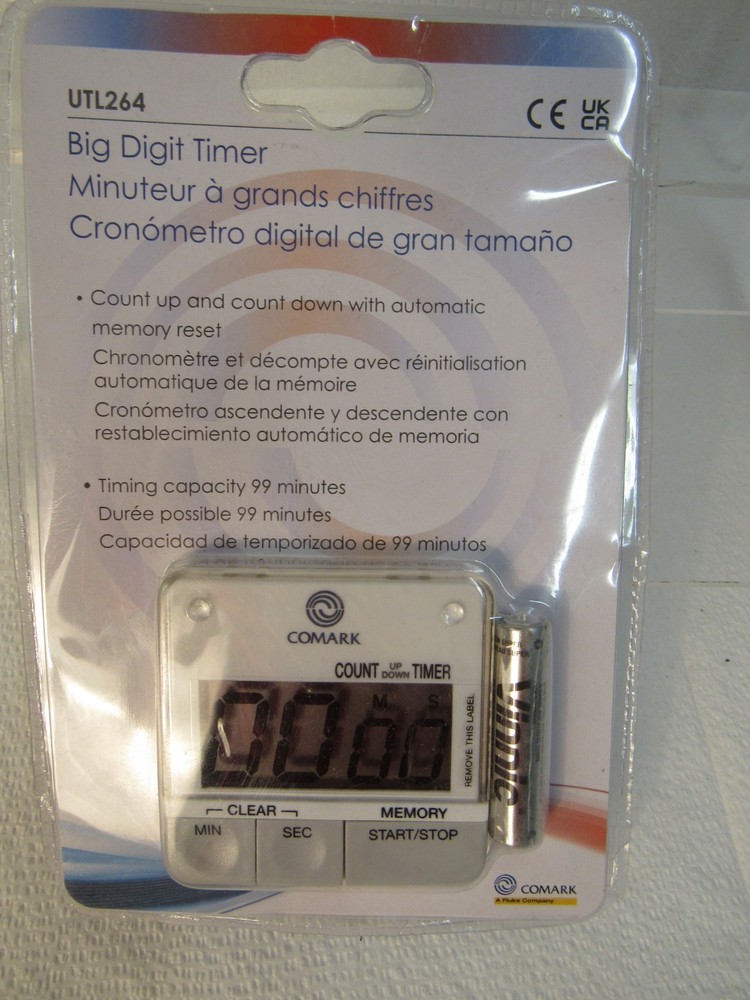 UTL264
CE UK CA
Big Digit Timer
Minuteur à grands chiffres
Cronómetro digital de gran tamaño
• Count up and count down with automatic
memory reset
Chronomètre et décompte avec réinitialisation
automatique de la mémoire
Cronómetro ascendente y descendente con
restablecimiento automático de memoria
• Timing capacity 99 minutes
Durée possible 99 minutes
Capacidad de temporizado de 99 minutos
COMARK
COUNT UP DOWN TIMER
M S
00 00
REMOVE THIS LABEL
CLEAR
MEMORY
MIN
SEC
START/STOP
Vinnic
COMARK
A Fluke Company